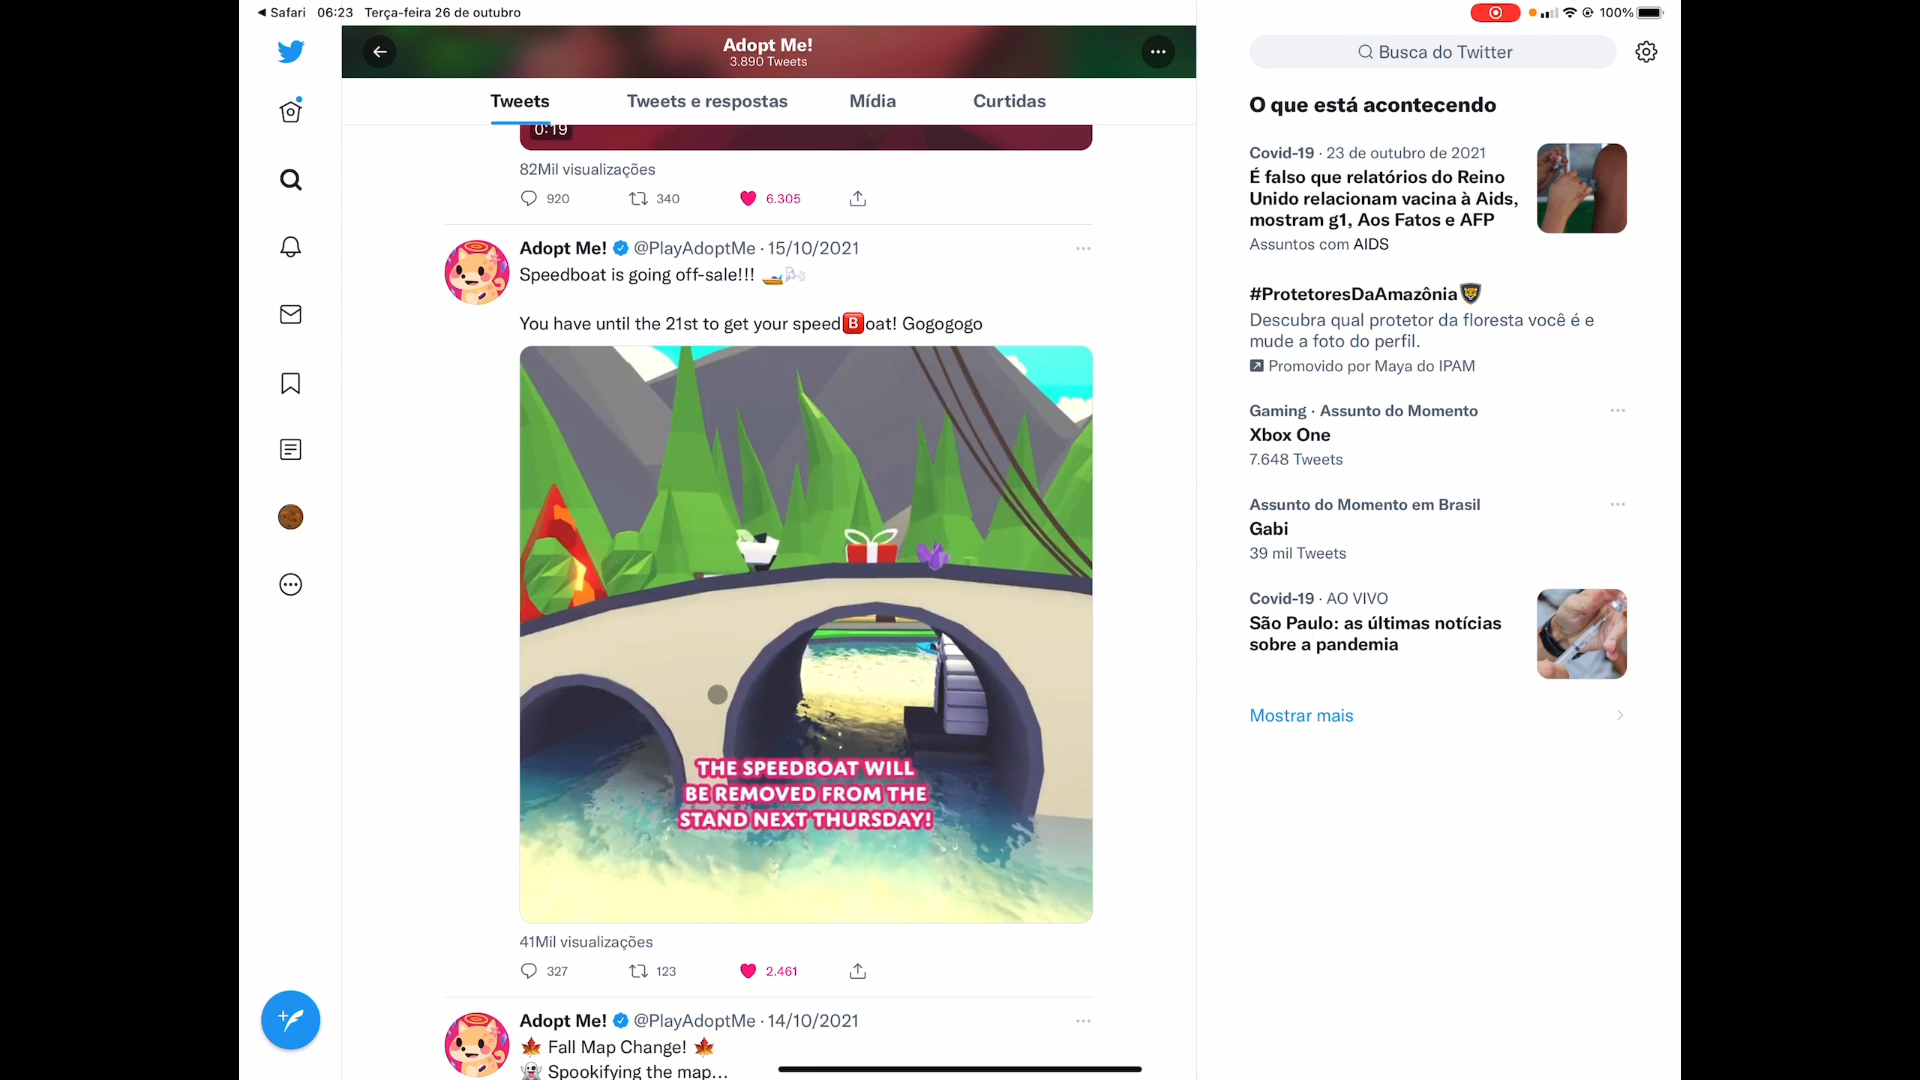 ◀ Safari 06:23 Terça-feira 26 de outubro
100%
Adopt Me!
3.890 Tweets
Busca do Twitter
Tweets
Tweets e respostas
Mídia
Curtidas
0:19
82Mil visualizações
920
340
6.305
Adopt Me! @PlayAdoptMe · 15/10/2021
Speedboat is going off-sale!!! 🚤🌬️
You have until the 21st to get your speed🅱️oat! Gogogogo
THE SPEEDBOAT WILL
BE REMOVED FROM THE
STAND NEXT THURSDAY!
41Mil visualizações
327
123
2.461
Adopt Me! @PlayAdoptMe · 14/10/2021
🍁 Fall Map Change! 🍁
👻 Spookifying the map...
O que está acontecendo
Covid-19 · 23 de outubro de 2021
É falso que relatórios do Reino
Unido relacionam vacina à Aids,
mostram g1, Aos Fatos e AFP
Assuntos com AIDS
#ProtetoresDaAmazônia
Descubra qual protetor da floresta você é e
mude a foto do perfil.
Promovido por Maya do IPAM
Gaming · Assunto do Momento
Xbox One
7.648 Tweets
Assunto do Momento em Brasil
Gabi
39 mil Tweets
Covid-19 · AO VIVO
São Paulo: as últimas notícias
sobre a pandemia
Mostrar mais